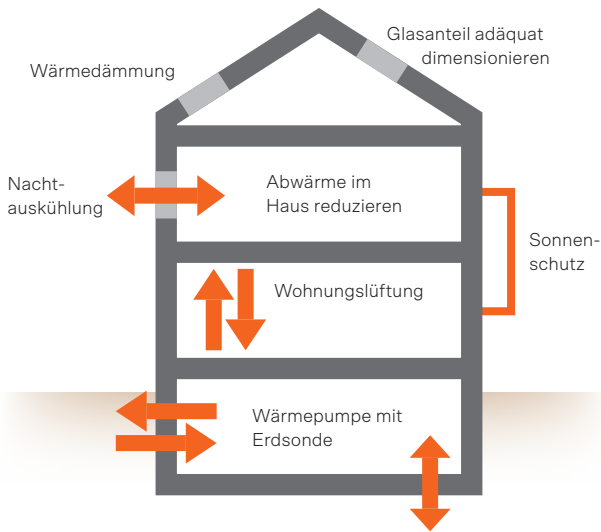 Glasanteil adäquat
dimensionieren
Wärmedämmung
Nacht-
auskühlung
Abwärme im
Haus reduzieren
Sonnen-
schutz
Wohnungslüftung
Wärmepumpe mit
Erdsonde